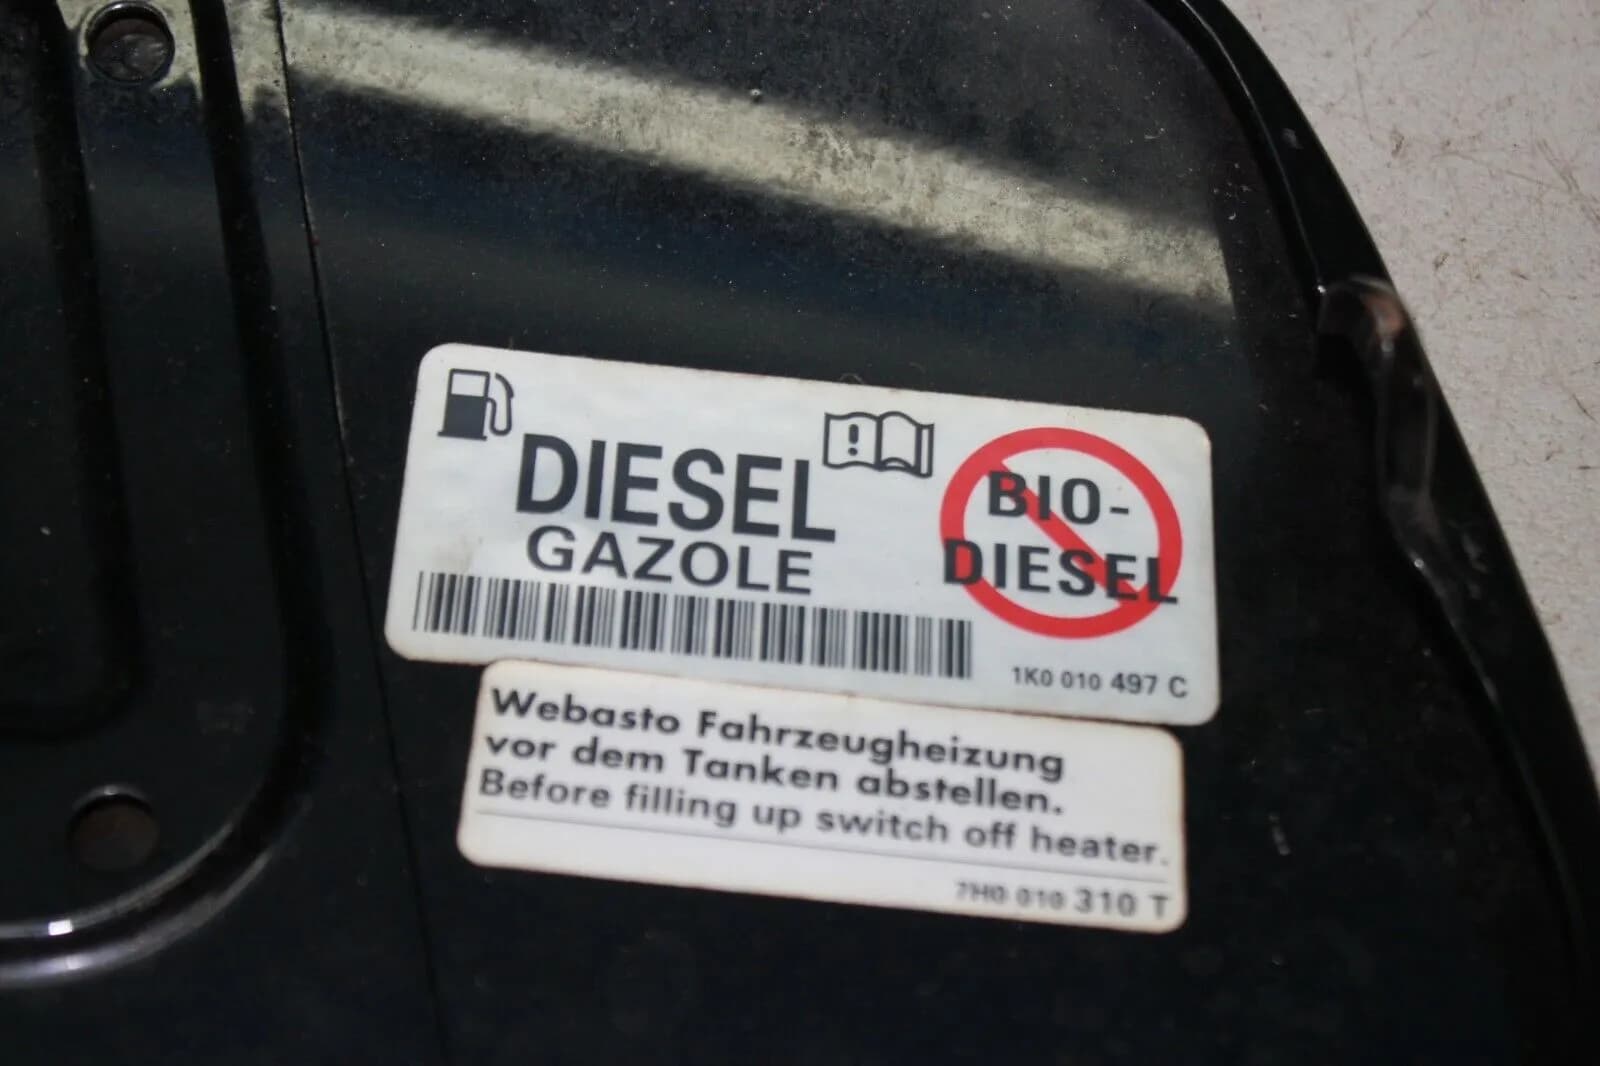 DIESEL
GAZOLE
BIO-
DIESEL
1K0 010 497 C
Webasto Fahrzeugheizung
vor dem Tanken abstellen.
Before filling up switch off heater.
7H0 010 310 T